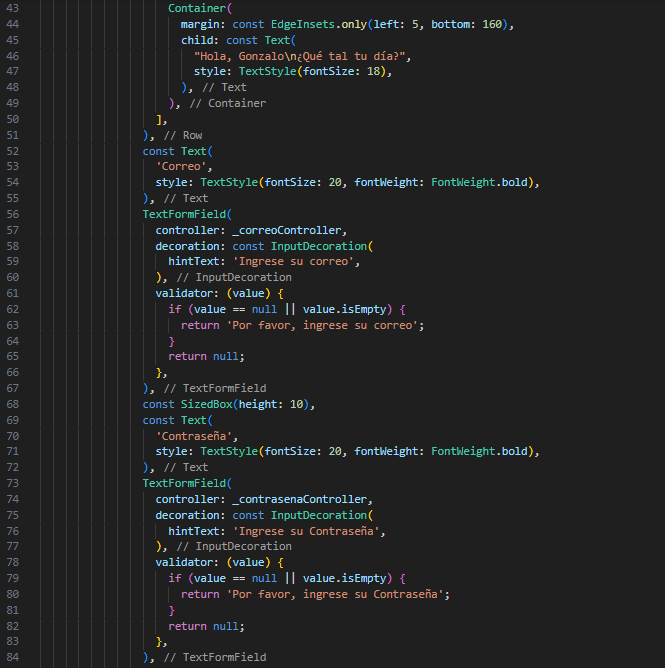 43 Container(
44 margin: const EdgeInsets.only(left: 5, bottom: 160),
45 child: const Text(
46 "Hola, Gonzalo\n¿Qué tal tu día?",
47 style: TextStyle(fontSize: 18),
48 ), // Text
49 ), // Container
50 ],
51 ), // Row
52 const Text(
53 'Correo',
54 style: TextStyle(fontSize: 20, fontWeight: FontWeight.bold),
55 ), // Text
56 TextFormField(
57 controller: _correoController,
58 decoration: const InputDecoration(
59 hintText: 'Ingrese su correo',
60 ), // InputDecoration
61 validator: (value) {
62 if (value == null || value.isEmpty) {
63 return 'Por favor, ingrese su correo';
64 }
65 return null;
66 },
67 ), // TextFormField
68 const SizedBox(height: 10),
69 const Text(
70 'Contraseña',
71 style: TextStyle(fontSize: 20, fontWeight: FontWeight.bold),
72 ), // Text
73 TextFormField(
74 controller: _contrasenaController,
75 decoration: const InputDecoration(
76 hintText: 'Ingrese su Contraseña',
77 ), // InputDecoration
78 validator: (value) {
79 if (value == null || value.isEmpty) {
80 return 'Por favor, ingrese su Contraseña';
81 }
82 return null;
83 },
84 ), // TextFormField